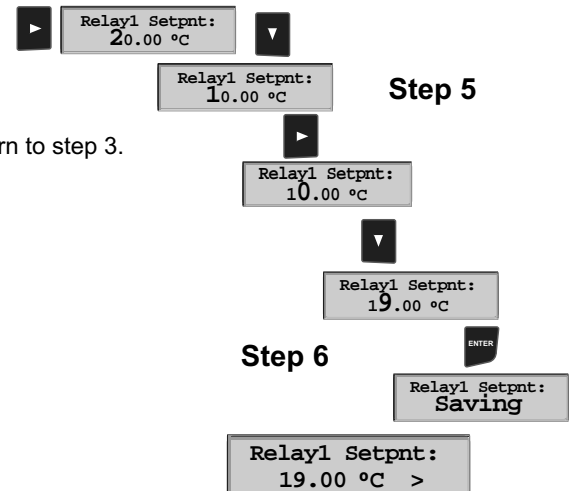 Relay1 Setpnt:
20.00 ºC
Relay1 Setpnt:
10.00 ºC
Step 5
rn to step 3.
Relay1 Setpnt:
10.00 ºC
Relay1 Setpnt:
19.00 ºC
ENTER
Step 6
Relay1 Setpnt:
Saving
Relay1 Setpnt:
19.00 ºC >